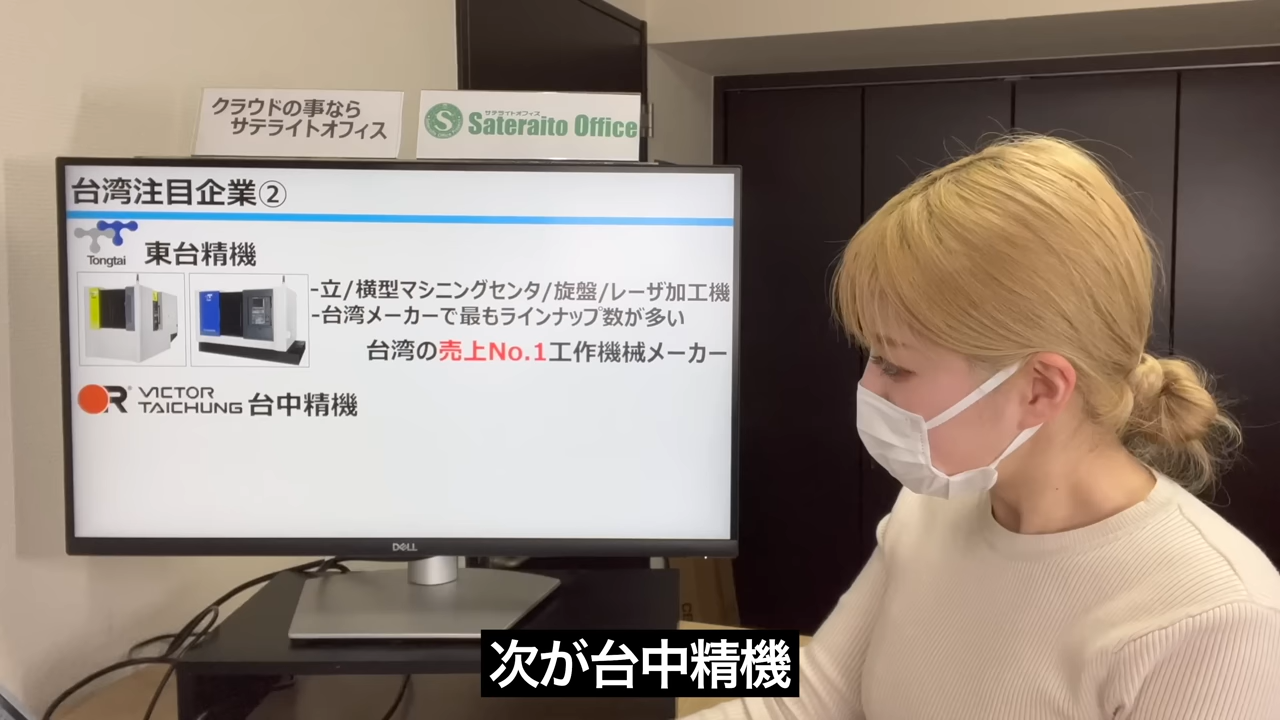 クラウドの事なら
サテライトオフィス
サテライトオフィス
Sateraito Office
台湾注目企業②
Tongtai
東台精機
-立/横型マシニングセンタ/旋盤/レーザ加工機
-台湾メーカーで最もラインナップ数が多い
台湾の売上No.1工作機械メーカー
VICTOR
TAICHUNG 台中精機
DELL
次が台中精機